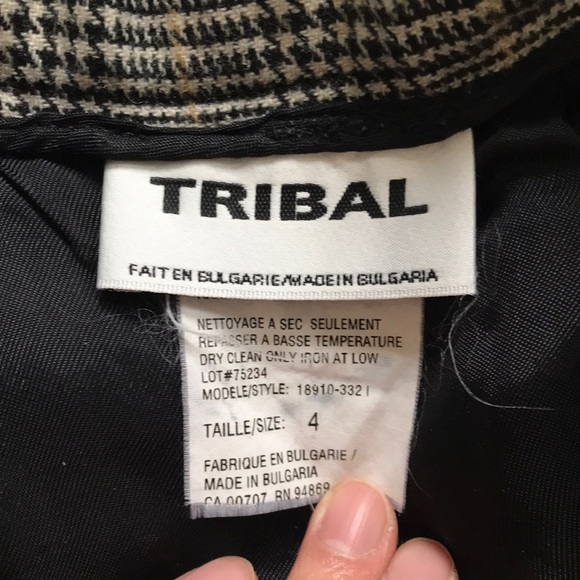 TRIBAL
FAIT EN BULGARIE/MADE IN BULGARIA
NETTOYAGE A SEC SEULEMENT
REPASSER A BASSE TEMPERATURE
DRY CLEAN ONLY IRON AT LOW
LOT#75234
MODELE/STYLE: 18910-332 I
TAILLE/SIZE: 4
FABRIQUE EN BULGARIE /
MADE IN BULGARIA
CA 00707 RN 94869